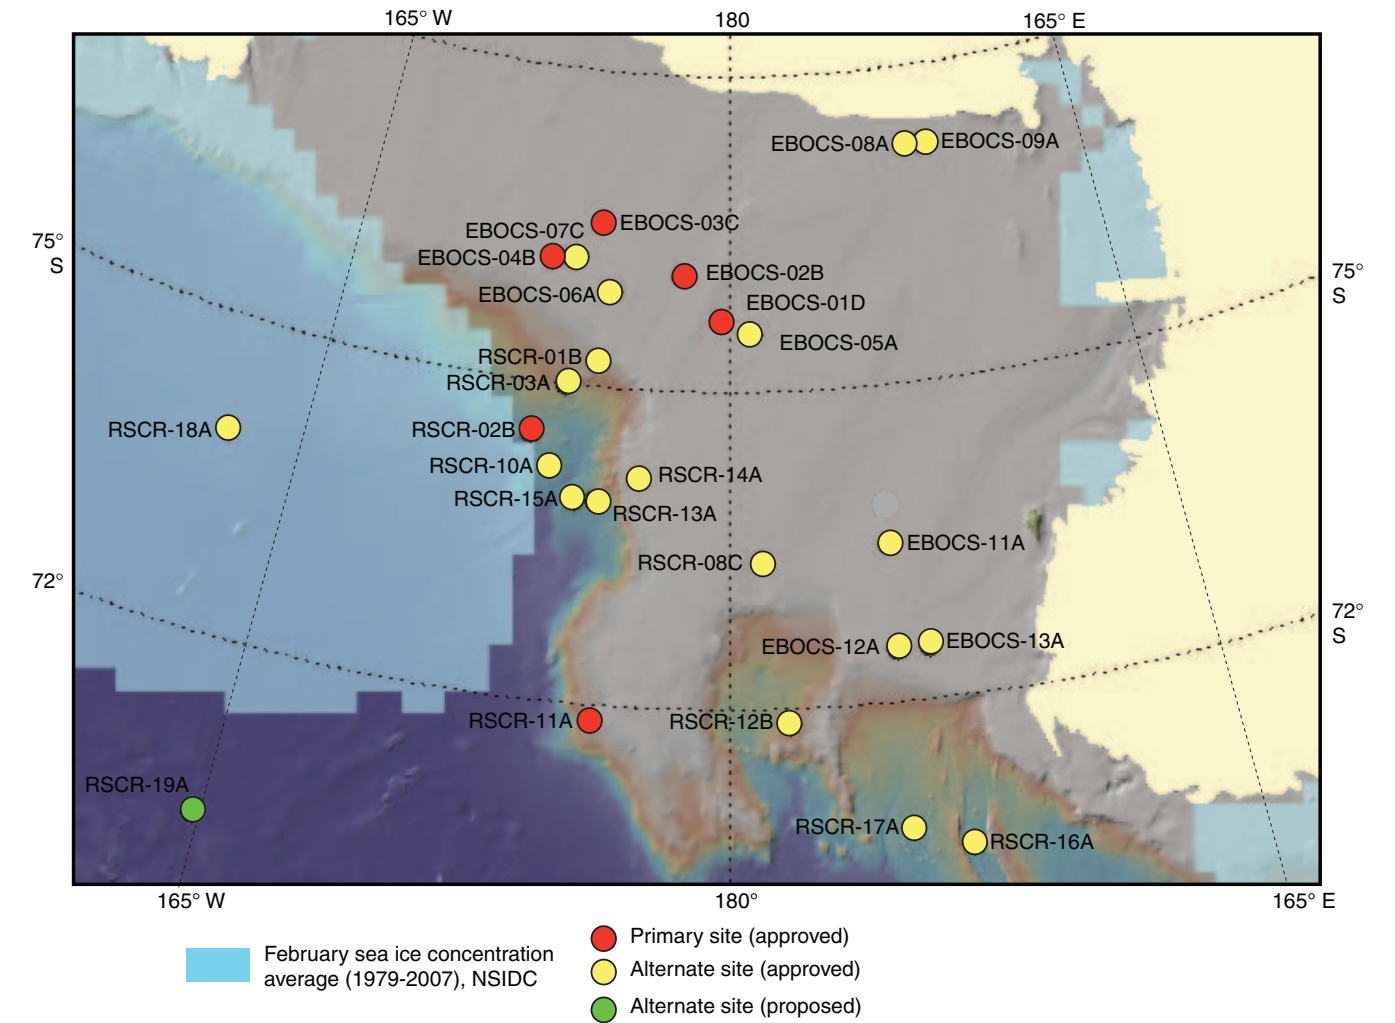 165° W
180
165° E
EBOCS-08A
EBOCS-09A
EBOCS-03C
EBOCS-07C
75°
S
EBOCS-04B
EBOCS-02B
75°
S
EBOCS-06A
EBOCS-01D
EBOCS-05A
RSCR-01B
RSCR-03A
RSCR-18A
RSCR-02B
RSCR-10A
RSCR-14A
RSCR-15A
RSCR-13A
EBOCS-11A
RSCR-08C
72°
S
72°
S
EBOCS-12A
EBOCS-13A
RSCR-11A
RSCR-12B
RSCR-19A
RSCR-17A
RSCR-16A
165° W
180°
165° E
February sea ice concentration
average (1979-2007), NSIDC
Primary site (approved)
Alternate site (approved)
Alternate site (proposed)